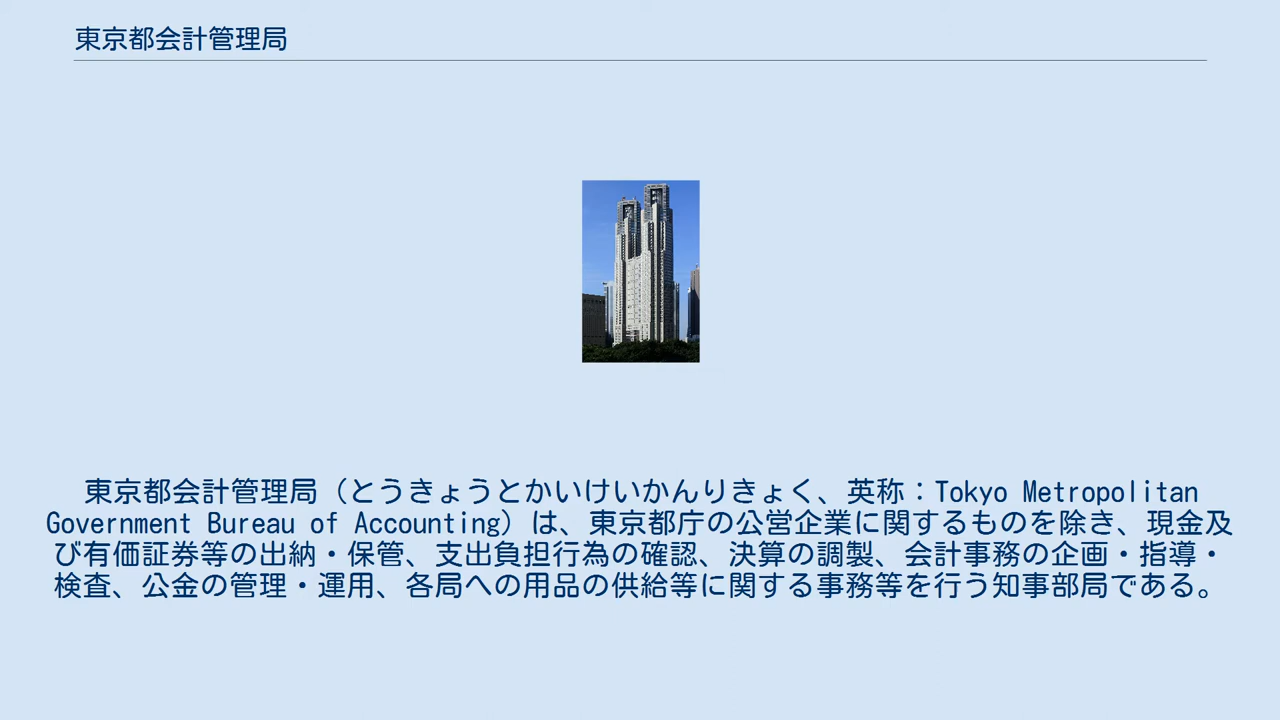 東京都会計管理局
東京都会計管理局（とうきょうとかいけいかんりきょく、英称：Tokyo Metropolitan
Government Bureau of Accounting）は、東京都庁の公営企業に関するものを除き、現金及
び有価証券等の出納・保管、支出負担行為の確認、決算の調製、会計事務の企画・指導・
検査、公金の管理・運用、各局への用品の供給等に関する事務等を行う知事部局である。